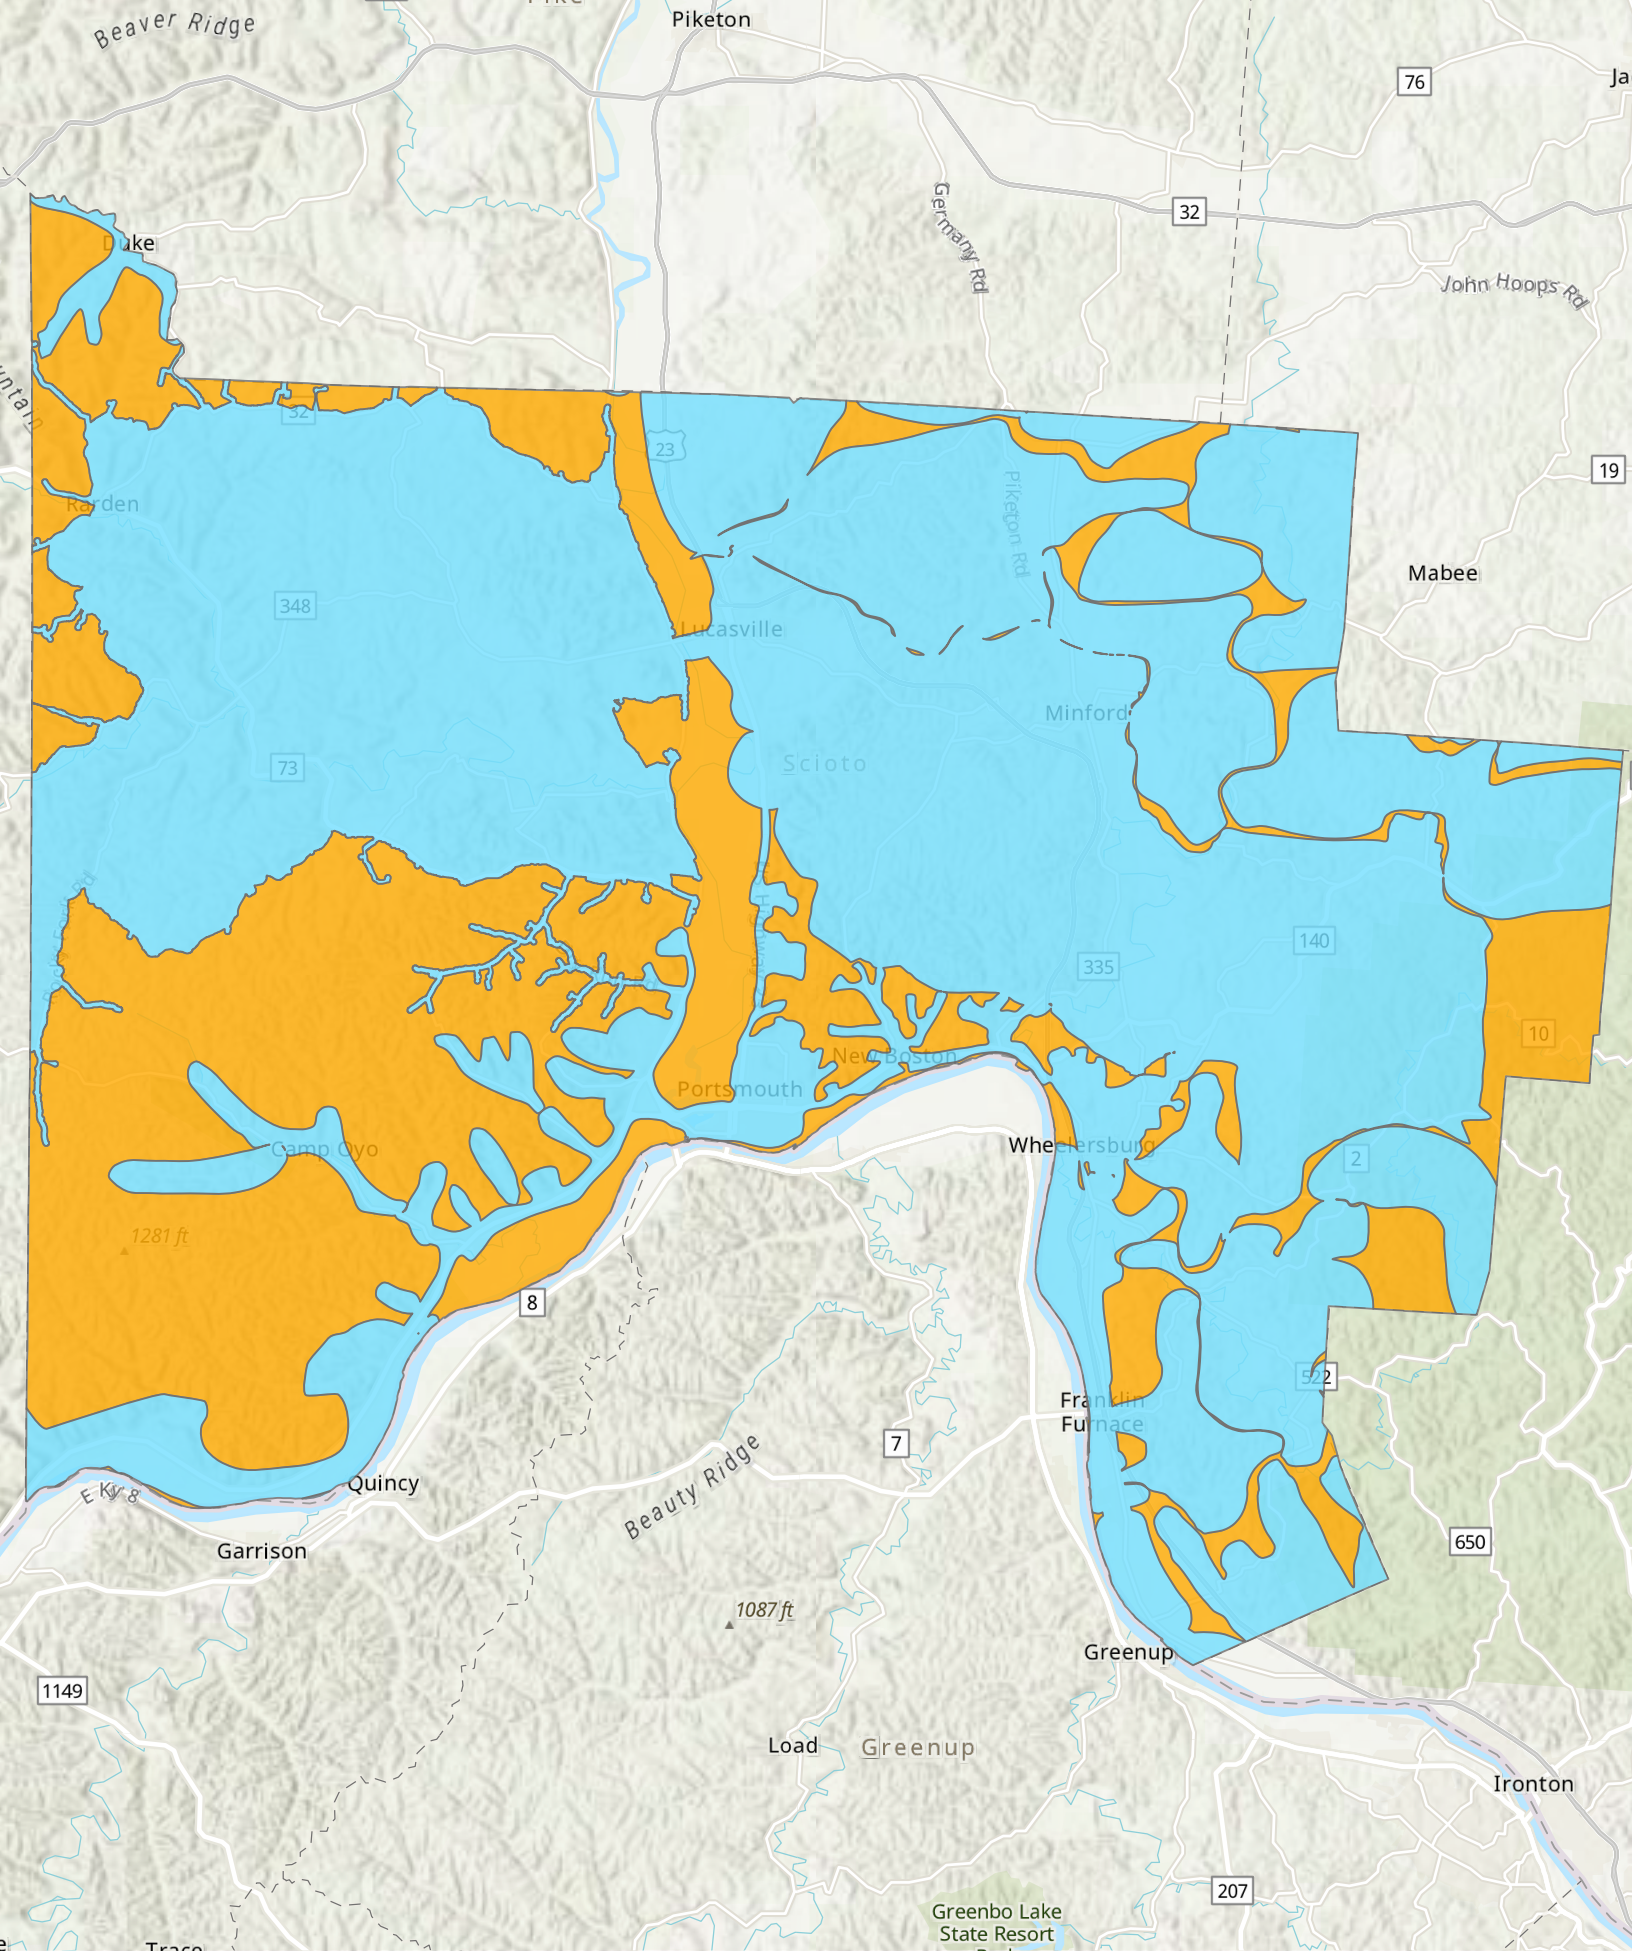 Piketon
Beaver Ridge
76
32
Germany Rd
John Hoops Rd
Duke
32
23
19
Rarden
Piketon Rd
Mabee
348
Lucasville
Minford
Scioto
73
140
335
10
New Boston
Portsmouth
Camp Oyo
Wheelersburg
2
1281 ft
8
522
Franklin
Furnace
7
Beauty Ridge
Quincy
E Ky 8
Garrison
650
1087 ft
Greenup
1149
Load
Greenup
Ironton
207
Greenbo Lake
State Resort